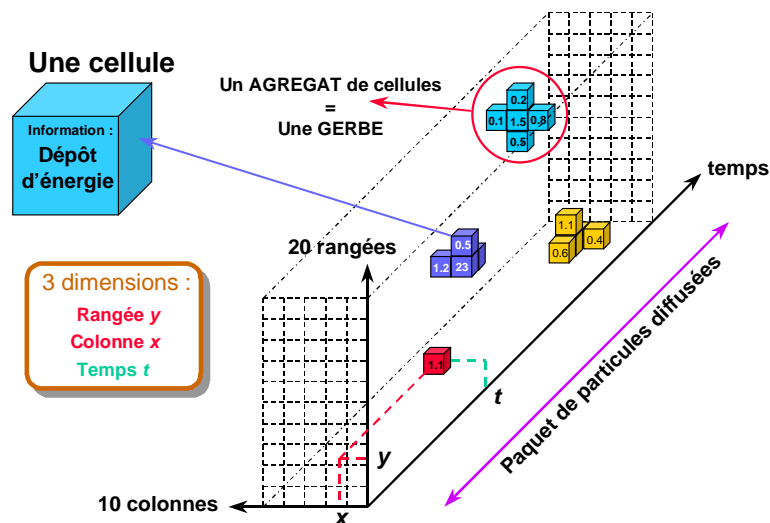 Une cellule
Information :
Dépôt
d'énergie
Un AGREGAT de cellules
=
Une GERBE
0.2
0.1 1.5 0.8
0.5
temps
20 rangées
0.5
1.2 23
1.1
0.6 0.4
3 dimensions :
Rangée y
Colonne x
Temps t
1.1
t
y
10 colonnes
x
Paquet de particules diffusées